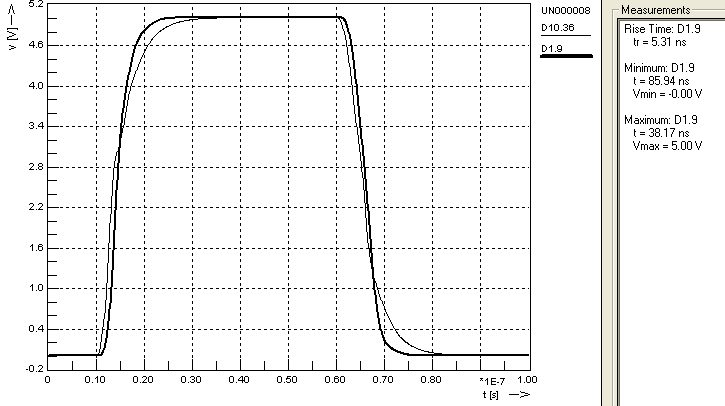 5.2
v [V] —>
4.6
4.0
3.4
2.8
2.2
1.6
1.0
0.4
-0.2
0 0.10 0.20 0.30 0.40 0.50 0.60 0.70 0.80 *1E-7 1.00
t [s] —>
UN000008
D10.36
D1.9
Measurements
Rise Time: D1.9
tr = 5.31 ns
Minimum: D1.9
t = 85.94 ns
Vmin = -0.00 V
Maximum: D1.9
t = 38.17 ns
Vmax = 5.00 V